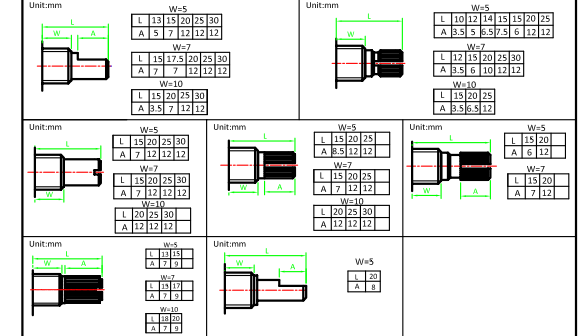 Unit:mm
L
W
A
W=5
L 13 15 20 25 30
A 5 7 12 12 12
W=7
L 15 17.5 20 25 30
A 7 7 12 12 12
W=10
L 15 20 25 30
A 3.5 7 12 12
Unit:mm
L
W
A
W=5
L 10 12 14 15 15 20 25
A 3.5 5 6.5 7.5 6 12 12
W=7
L 12 15 20 25 30
A 3.5 6 10 12 12
W=10
L 15 20 25
A 3.5 6.5 12
Unit:mm
L
W
W=5
L 15 20 25 30
A 7 12 12 12
W=7
L 15 20 25 30
A 7 12 12 12
W=10
L 20 25 30
A 12 12 12
Unit:mm
L
W
A
W=5
L 15 20 25
A 8.5 12 12
W=7
L 15 20 25
A 7 12 12
W=10
L 20 25 30
A 12 12 12
Unit:mm
L
W
A
W=5
L 15 20
A 6 12
W=7
L 15 20
A 7 12
Unit:mm
L
W
A
W=5
L 13 15
A 7 9
W=7
L 15 17
A 7 9
W=10
L 18 20
A 7 9
Unit:mm
L
W
A
W=5
L 20
A 8